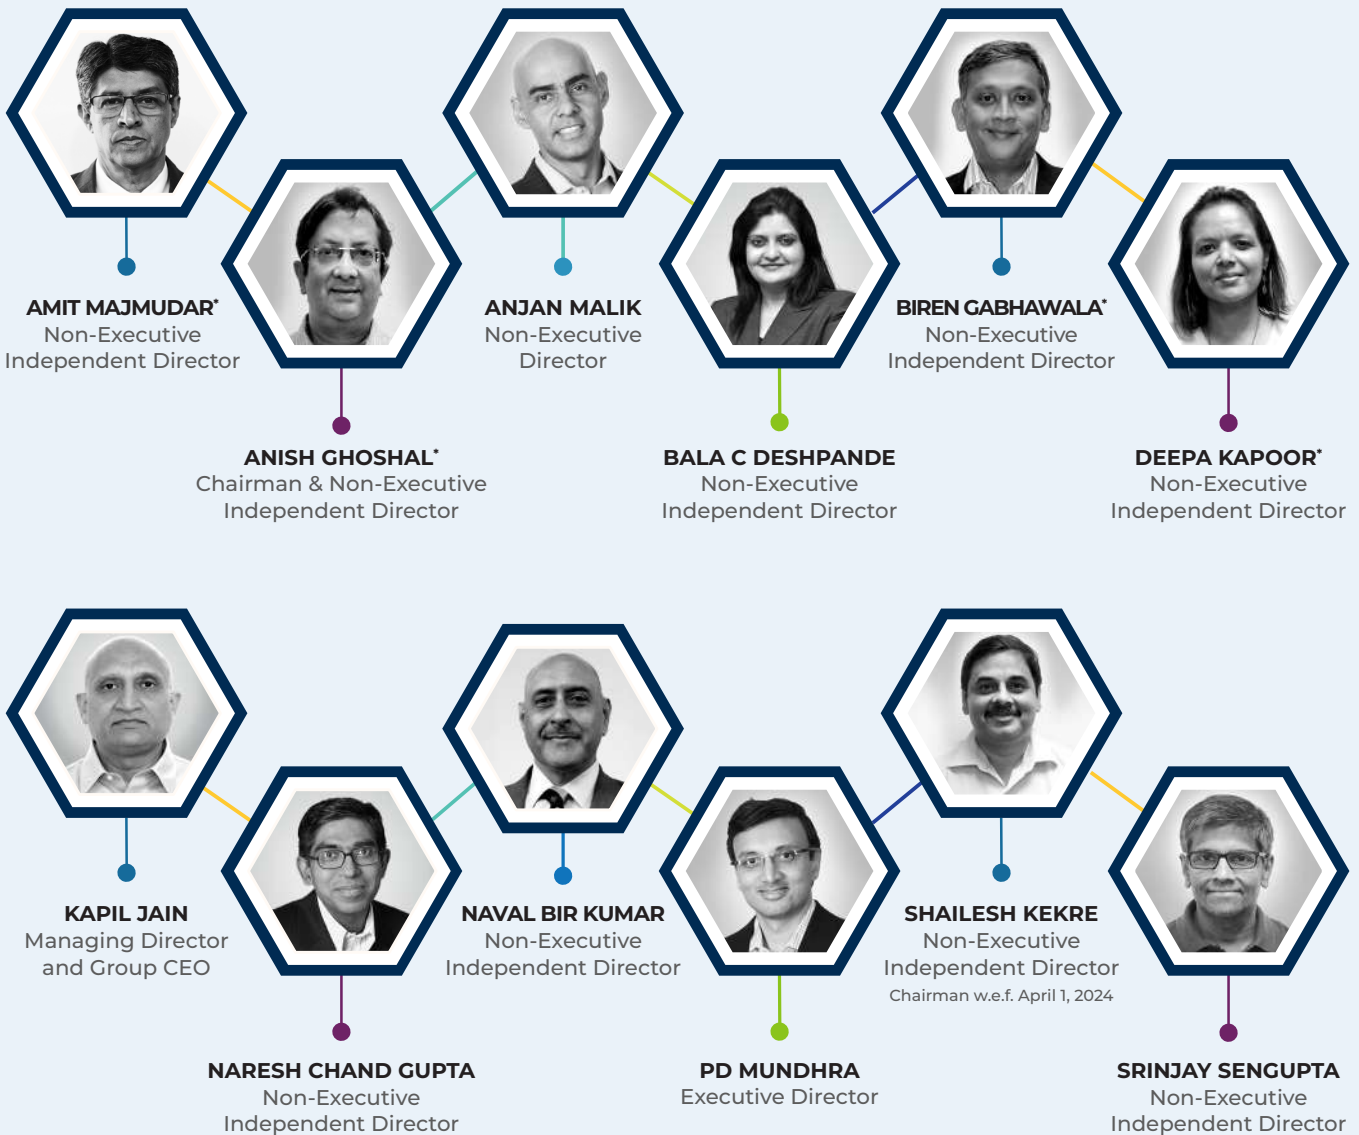 AMIT MAJMUDAR*
Non-Executive
Independent Director
ANISH GHOSHAL*
Chairman & Non-Executive
Independent Director
ANJAN MALIK
Non-Executive
Director
BALA C DESHPANDE
Non-Executive
Independent Director
BIREN GABHAWALA*
Non-Executive
Independent Director
DEEPA KAPOOR*
Non-Executive
Independent Director
KAPIL JAIN
Managing Director
and Group CEO
NARESH CHAND GUPTA
Non-Executive
Independent Director
NAVAL BIR KUMAR
Non-Executive
Independent Director
PD MUNDHRA
Executive Director
SHAILESH KEKRE
Non-Executive
Independent Director
Chairman w.e.f. April 1, 2024
SRINJAY SENGUPTA
Non-Executive
Independent Director